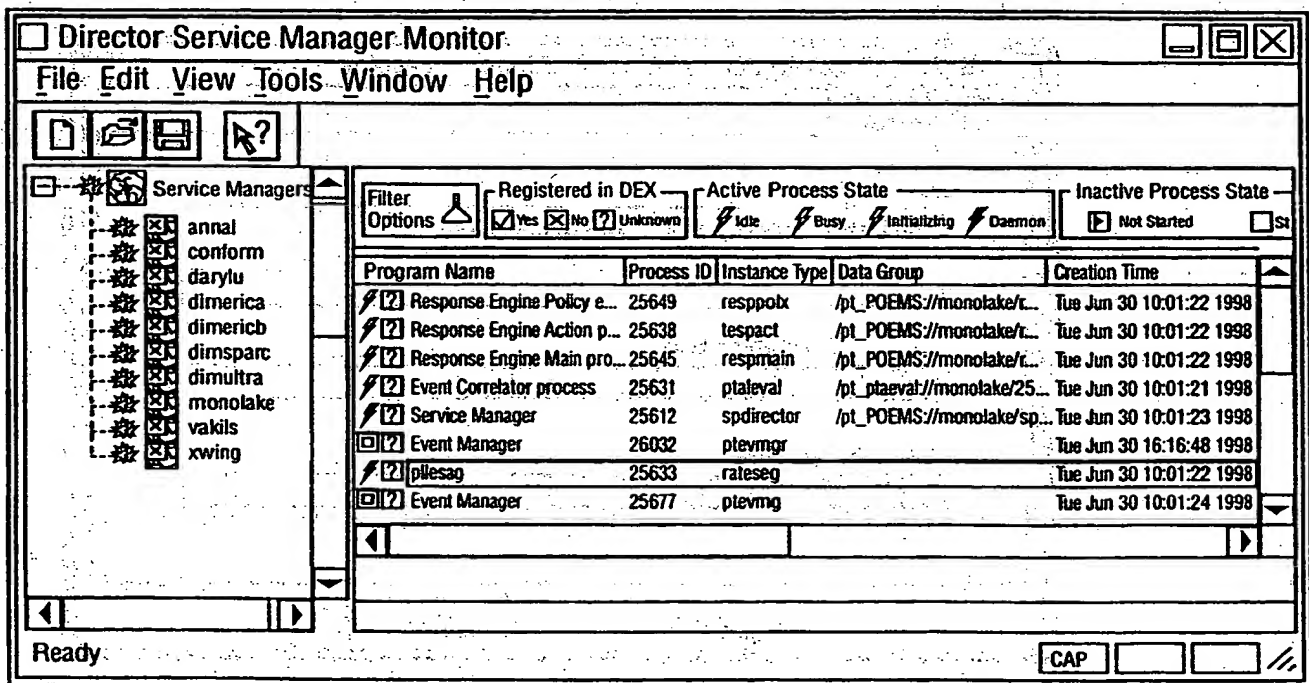 Director Service Manager Monitor
File Edit View Tools Window Help
Service Managers
annal
conform
darylu
dimerica
dimericb
dimsparc
dimultra
monolake
vakils
xwing
Filter Options
Registered in DEX
Yes No ? Unknown
Active Process State
Idle Busy Initializing Daemon
Inactive Process State
Not Started St
Program Name Process ID Instance Type Data Group Creation Time
? Response Engine Policy e... 25649 resppolx /pt_POEMS://monolake/r... Tue Jun 30 10:01:22 1998
? Response Engine Action p... 25638 tespact /pt_POEMS://monolake/r... Tue Jun 30 10:01:22 1998
? Response Engine Main pro... 25645 respmain /pt_POEMS://monolake/r... Tue Jun 30 10:01:22 1998
? Event Correlator process 25631 ptaleval /pt_ptaeval://monolake/25... Tue Jun 30 10:01:21 1998
? Service Manager 25612 spdirector /pt_POEMS://monolake/sp... Tue Jun 30 10:01:23 1998
? Event Manager 26032 ptevmgr Tue Jun 30 16:16:48 1998
? pllesag 25633 rateseg Tue Jun 30 10:01:22 1998
? Event Manager 25677 ptevmg Tue Jun 30 10:01:24 1998
Ready
CAP